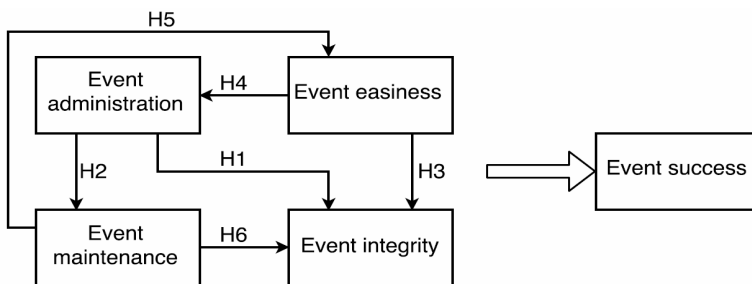 H5
Event
administration
H4
Event easiness
H2
H1
H3
Event success
Event
maintenance
H6
Event integrity